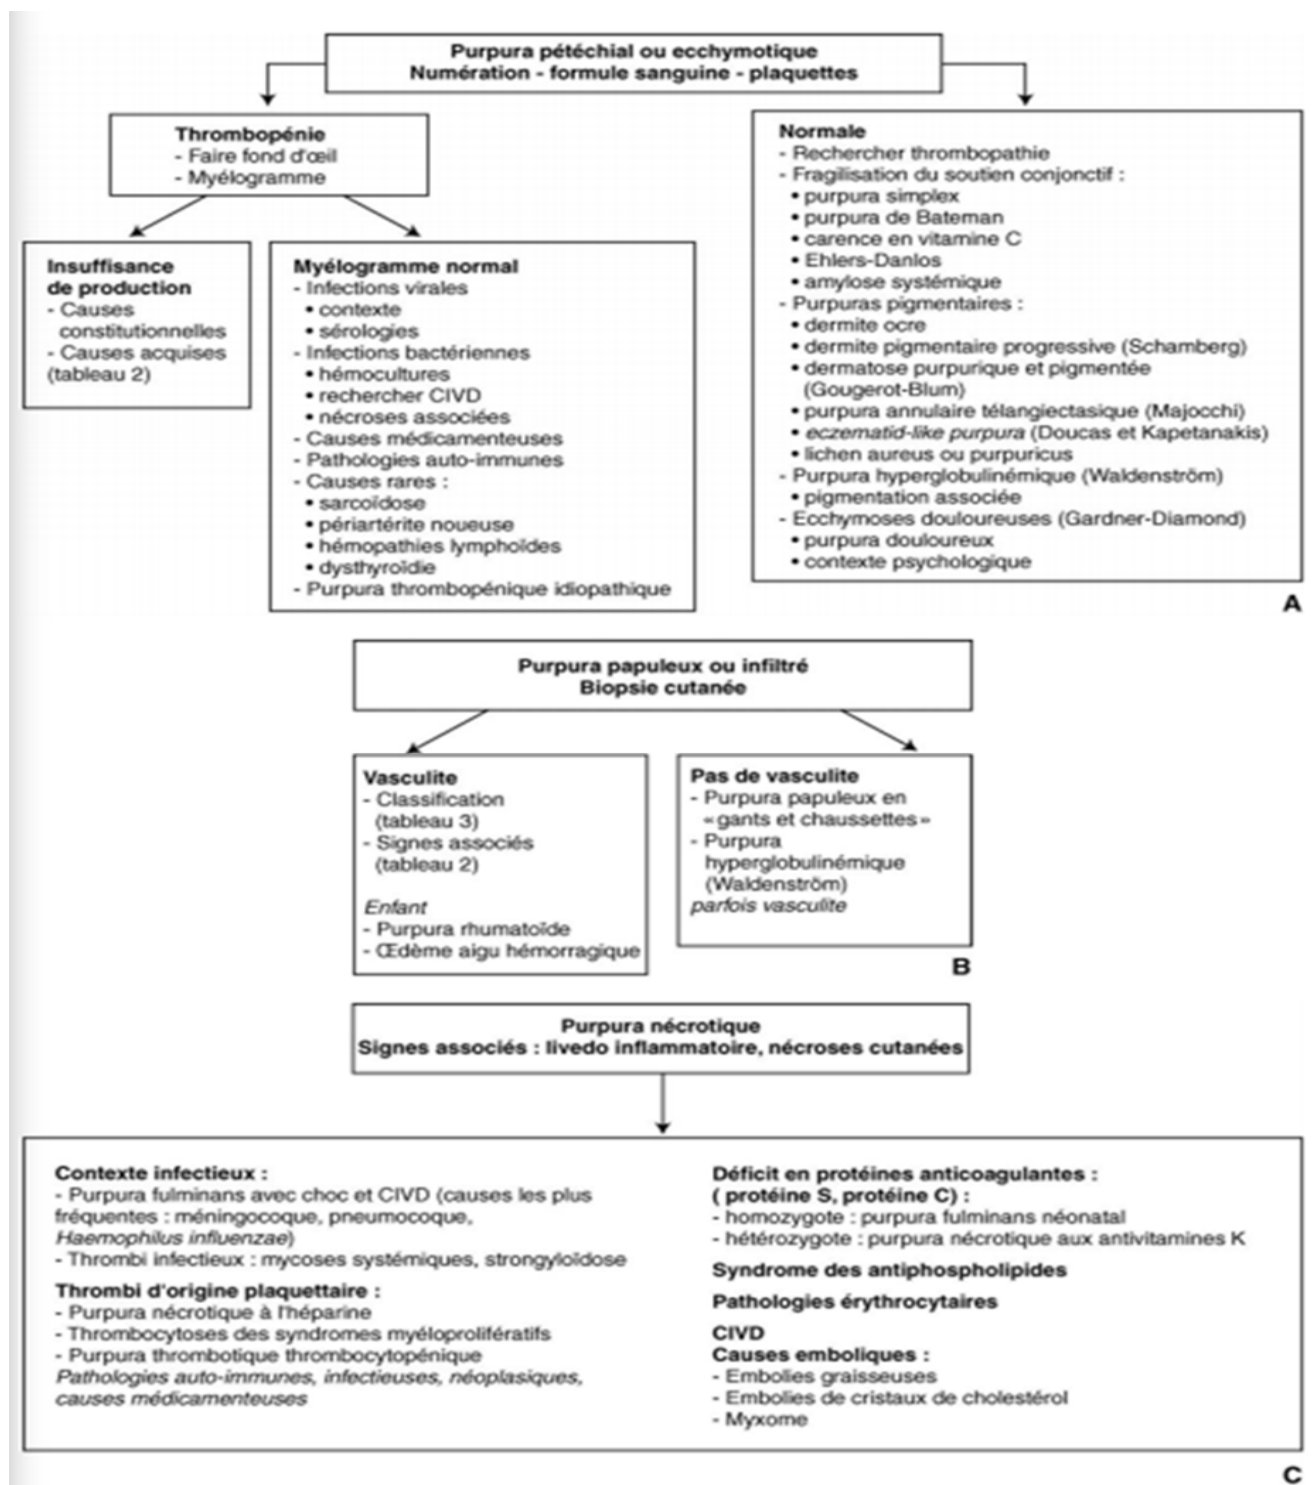 Purpura pétéchial ou ecchymotique
Numération - formule sanguine - plaquettes
Thrombopénie
- Faire fond d'œil
- Myélogramme
Insuffisance
de production
- Causes
constitutionnelles
- Causes acquises
(tableau 2)
Myélogramme normal
- Infections virales
• contexte
• sérologies
- Infections bactériennes
• hémocultures
• rechercher CIVD
• nécroses associées
- Causes médicamenteuses
- Pathologies auto-immunes
- Causes rares :
• sarcoïdose
• périartérite noueuse
• hémopathies lymphoïdes
• dysthyroïdie
- Purpura thrombopénique idiopathique
Normale
- Rechercher thrombopathie
- Fragilisation du soutien conjonctif :
• purpura simplex
• purpura de Bateman
• carence en vitamine C
• Ehlers-Danlos
• amylose systémique
- Purpuras pigmentaires :
• dermite ocre
• dermite pigmentaire progressive (Schamberg)
• dermatose purpurique et pigmentée
(Gougerot-Blum)
• purpura annulaire télangiectasique (Majocchi)
• eczematid-like purpura (Doucas et Kapetanakis)
• lichen aureus ou purpuricus
- Purpura hyperglobulinémique (Waldenström)
• pigmentation associée
- Ecchymoses douloureuses (Gardner-Diamond)
• purpura douloureux
• contexte psychologique
A
Purpura papuleux ou infiltré
Biopsie cutanée
Vasculite
- Classification
(tableau 3)
- Signes associés
(tableau 2)
Enfant
- Purpura rhumatoïde
- Œdème aigu hémorragique
Pas de vasculite
- Purpura papuleux en
« gants et chaussettes »
- Purpura
hyperglobulinémique
(Waldenström)
parfois vasculite
B
Purpura nécrotique
Signes associés : livedo inflammatoire, nécroses cutanées
Contexte infectieux :
- Purpura fulminans avec choc et CIVD (causes les plus
fréquentes : méningocoque, pneumocoque,
Haemophilus influenzae)
- Thrombi infectieux : mycoses systémiques, strongyloïdose
Thrombi d'origine plaquettaire :
- Purpura nécrotique à l'héparine
- Thrombocytoses des syndromes myéloprolifératifs
- Purpura thrombotique thrombocytopénique
Pathologies auto-immunes, infectieuses, néoplasiques,
causes médicamenteuses
Déficit en protéines anticoagulantes :
( protéine S, protéine C) :
- homozygote : purpura fulminans néonatal
- hétérozygote : purpura nécrotique aux antivitamines K
Syndrome des antiphospholipides
Pathologies érythrocytaires
CIVD
Causes emboliques :
- Embolies graisseuses
- Embolies de cristaux de cholestérol
- Myxome
C